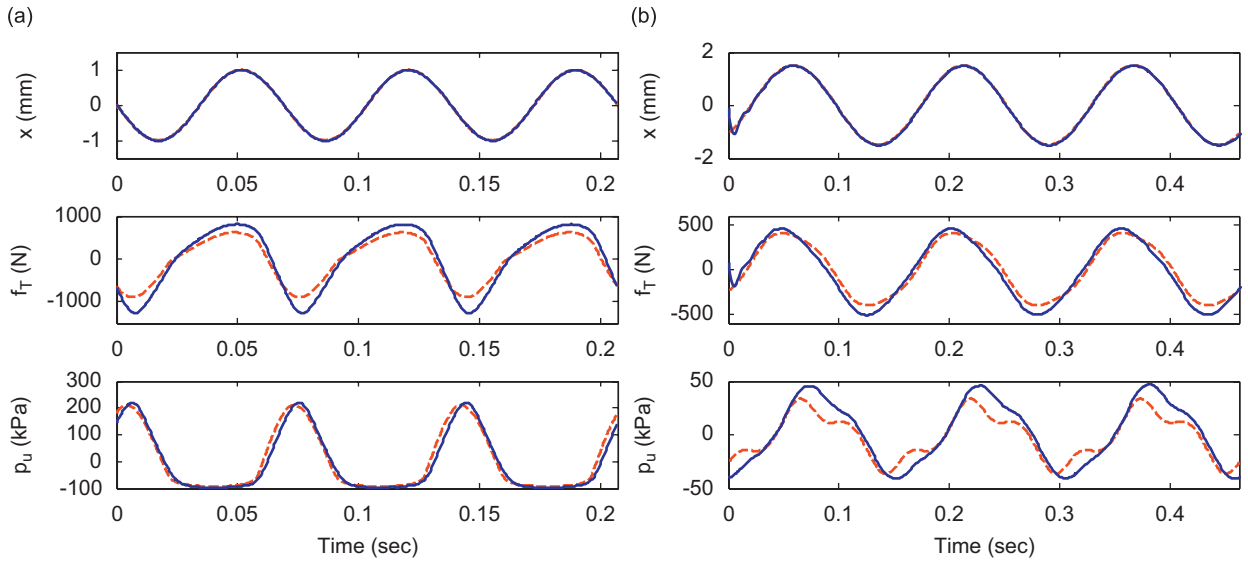 (a)
x (mm)
1
0
-1
0 0.05 0.1 0.15 0.2
f_T (N)
1000
0
-1000
0 0.05 0.1 0.15 0.2
p_u (kPa)
300
200
100
0
-100
0 0.05 0.1 0.15 0.2
Time (sec)
(b)
x (mm)
2
0
-2
0 0.1 0.2 0.3 0.4
f_T (N)
500
0
-500
0 0.1 0.2 0.3 0.4
p_u (kPa)
50
0
-50
0 0.1 0.2 0.3 0.4
Time (sec)